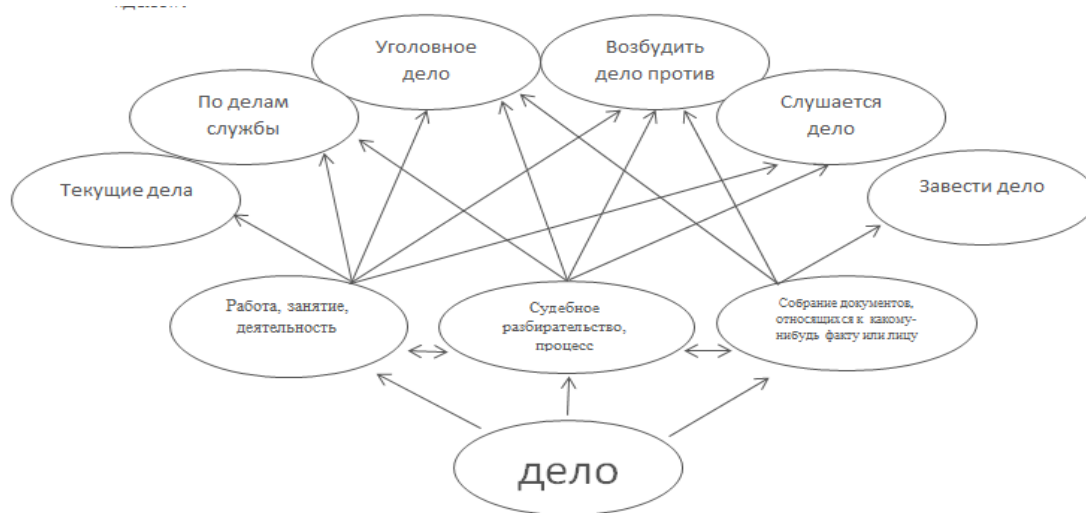 Уголовное
дело
Возбудить
дело против
По делам
службы
Слушается
дело
Текущие дела
Завести дело
Работа, занятие,
деятельность
Судебное
разбирательство,
процесс
Собрание документов,
относящихся к какому-
нибудь факту или лицу
дело